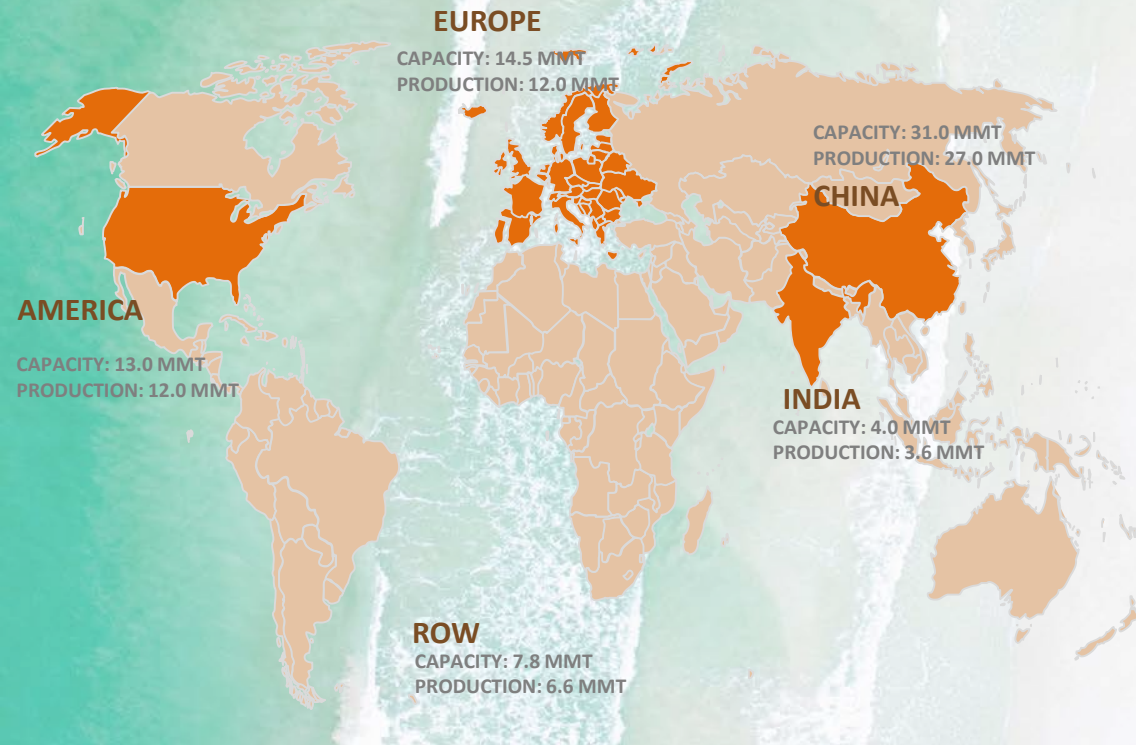 EUROPE
CAPACITY: 14.5 MMT
PRODUCTION: 12.0 MMT
CAPACITY: 31.0 MMT
PRODUCTION: 27.0 MMT
CHINA
AMERICA
CAPACITY: 13.0 MMT
PRODUCTION: 12.0 MMT
INDIA
CAPACITY: 4.0 MMT
PRODUCTION: 3.6 MMT
ROW
CAPACITY: 7.8 MMT
PRODUCTION: 6.6 MMT